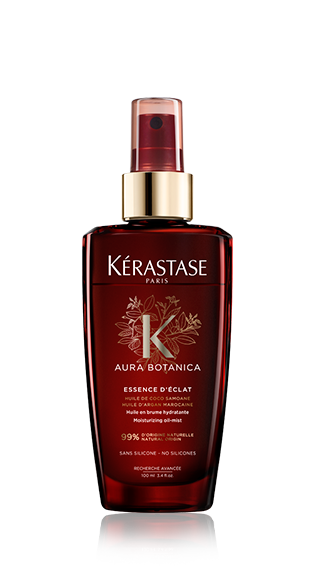 KÉRASTASE
PARIS
K
AURA BOTANICA
ESSENCE D'ÉCLAT
HUILE DE COCO SAMOANE
HUILE D'ARGAN MAROCAINE
Huile en brume hydratante
Moisturizing oil-mist
99% D'ORIGINE NATURELLE
NATURAL ORIGIN
SANS SILICONE - NO SILICONES
RECHERCHE AVANCÉE
100 ml 3.4 fl.oz